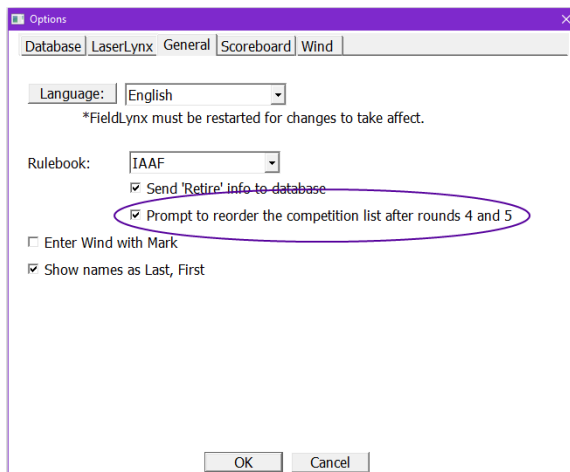 Options
Database LaserLynx General Scoreboard Wind
Language: English
*FieldLynx must be restarted for changes to take affect.
Rulebook: IAAF
Send 'Retire' info to database
Prompt to reorder the competition list after rounds 4 and 5
Enter Wind with Mark
Show names as Last, First
OK Cancel